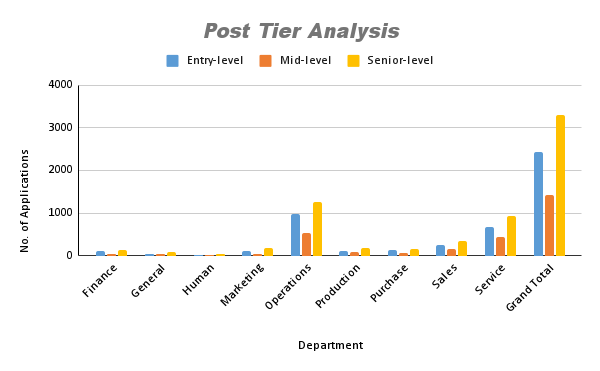 Post Tier Analysis
Entry-level Mid-level Senior-level
4000
3000
2000
1000
0
No. of Applications
Finance
General
Human
Marketing
Operations
Production
Purchase
Sales
Service
Grand Total
Department